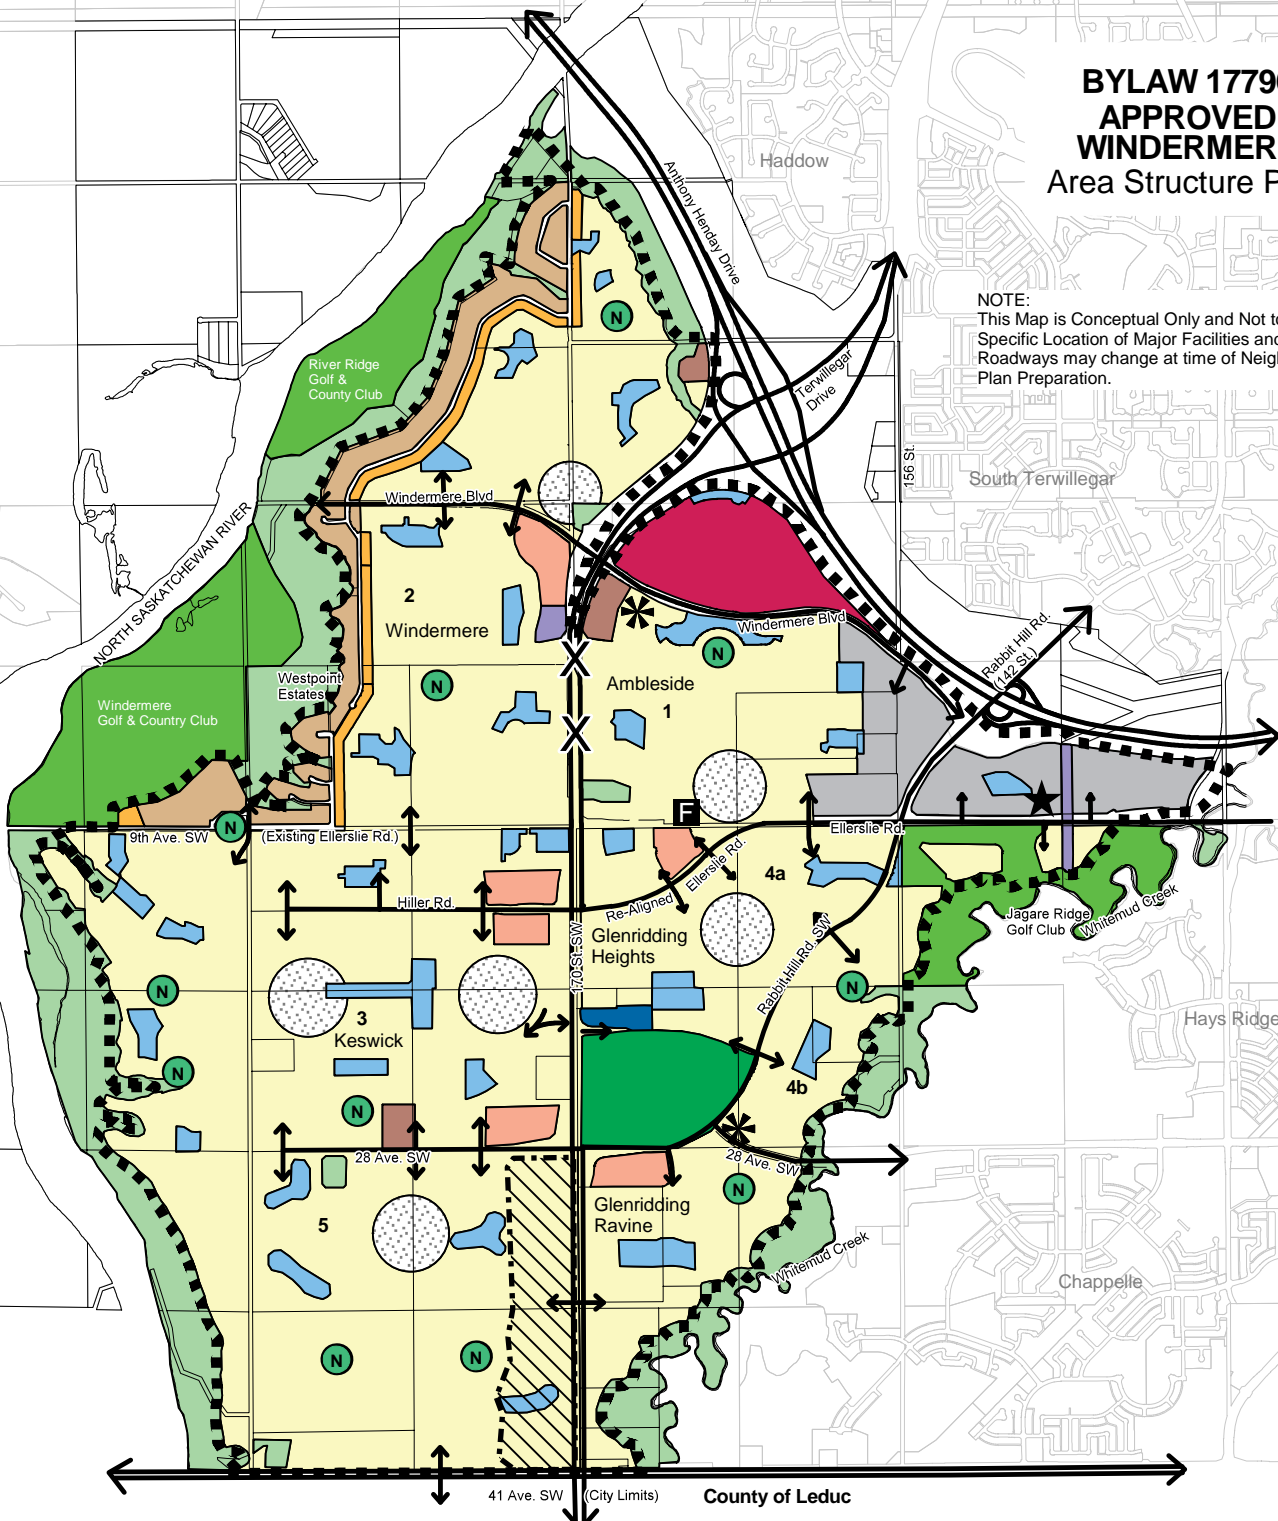 BYLAW 1779
APPROVED
WINDERMER
Area Structure P
NOTE:
This Map is Conceptual Only and Not to
Specific Location of Major Facilities and
Roadways may change at time of Neigh
Plan Preparation.
Haddow
Anthony Henday Drive
Terwillegar
Drive
156 St.
South Terwillegar
River Ridge
Golf &
County Club
NORTH SASKATCHEWAN RIVER
Windermere Blvd
2
Windermere
Windermere Blvd
Rabbit Hill Rd.
(142 St.)
N
N
N
Westpoint
Estates
Ambleside
1
Windermere
Golf & Country Club
X
X
F
N
9th Ave. SW
(Existing Ellerslie Rd.)
Ellerslie Rd.
Hiller Rd.
Re-Aligned
Ellerslie Rd.
4a
Jagare Ridge
Golf Club
Whitemud Creek
Glenridding
Heights
170 St. SW
Rabbit Hill Rd. SW
N
N
3
Keswick
Hays Ridge
N
N
4b
28 Ave. SW
28 Ave. SW
N
5
Glenridding
Ravine
Whitemud Creek
Chappelle
N
N
41 Ave. SW
(City Limits)
County of Leduc